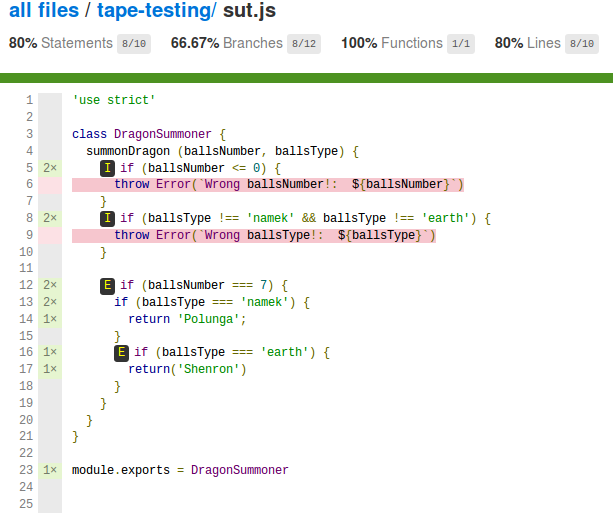 all files / tape-testing/ sut.js
80% Statements 8/10 66.67% Branches 8/12 100% Functions 1/1 80% Lines 8/10
1 'use strict'
2
3 class DragonSummoner {
4 summonDragon (ballsNumber, ballsType) {
5 2× I if (ballsNumber <= 0) {
6 throw Error(`Wrong ballsNumber!: ${ballsNumber}`)
7 }
8 2× I if (ballsType !== 'namek' && ballsType !== 'earth') {
9 throw Error(`Wrong ballsType!: ${ballsType}`)
10 }
11
12 2× E if (ballsNumber === 7) {
13 2× if (ballsType === 'namek') {
14 1× return 'Polunga';
15 }
16 1× E if (ballsType === 'earth') {
17 1× return('Shenron')
18 }
19 }
20 }
21 }
22
23 1× module.exports = DragonSummoner
24
25